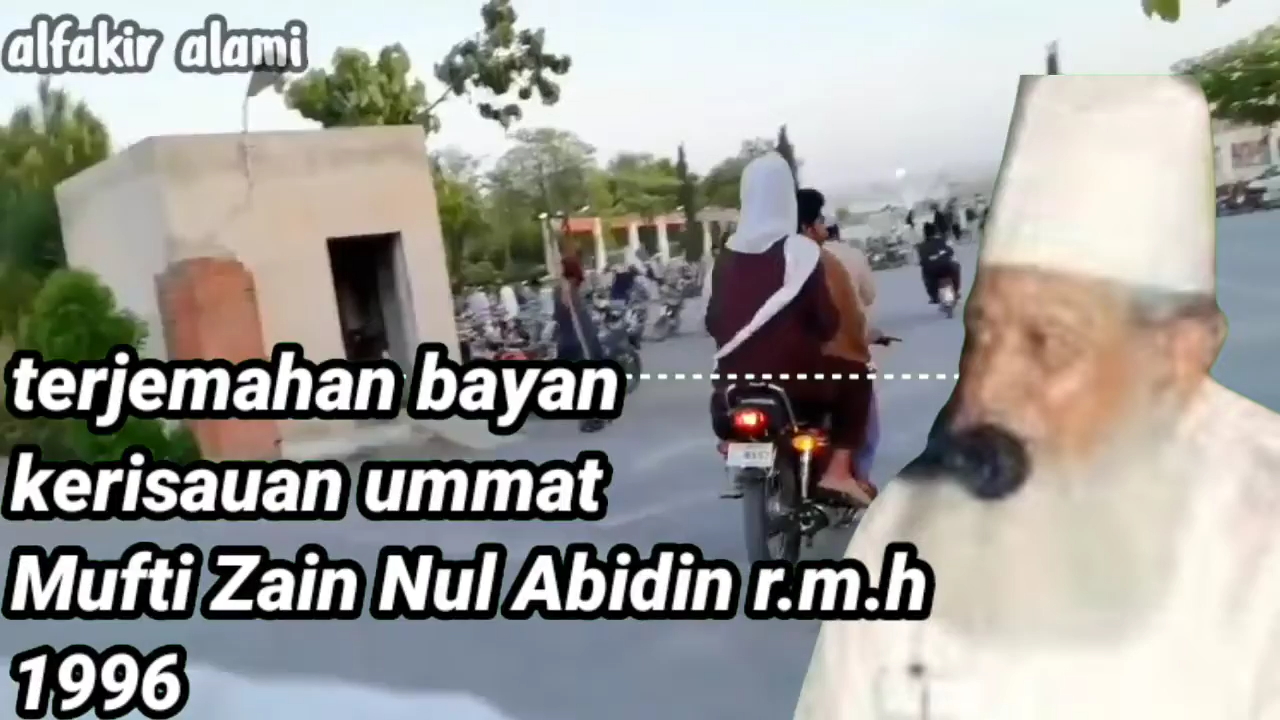 alfakir alami
terjemahan bayan
kerisauan ummat
Mufti Zain Nul Abidin r.m.h
1996